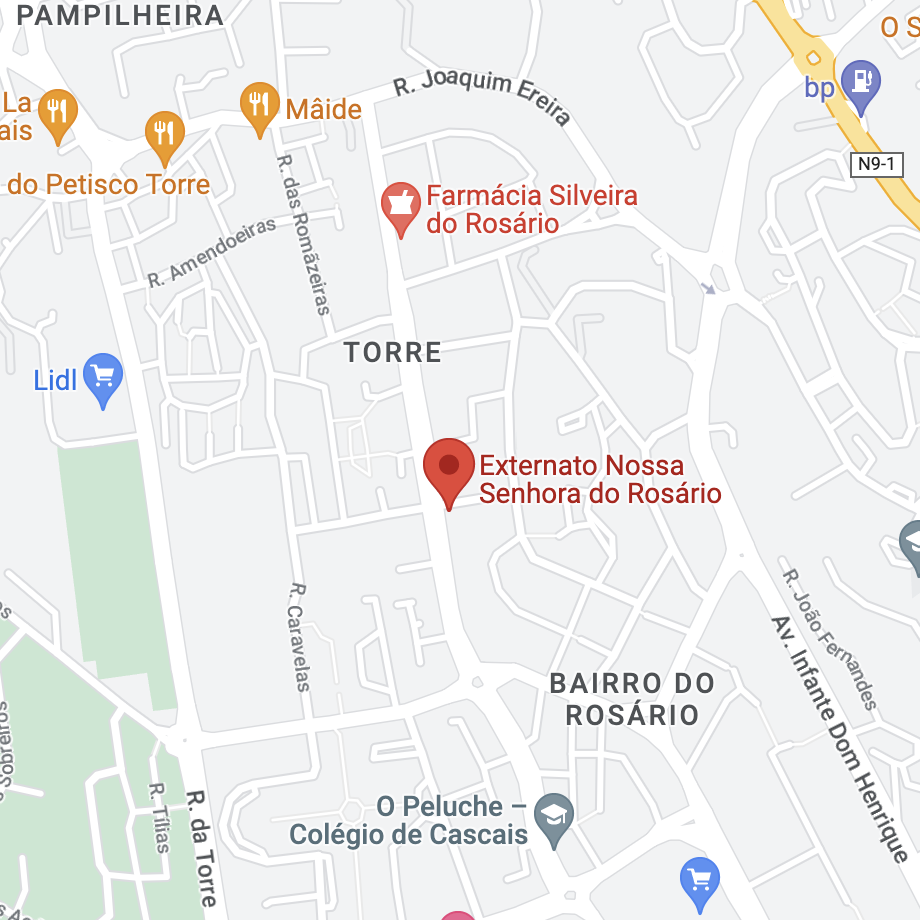 PAMPILHEIRA
O S
R. Joaquim Ereira
bp
La
ais
Mâide
N9-1
do Petisco Torre
R. das Romãzeiras
Farmácia Silveira
do Rosário
R. Amendoeiras
TORRE
Lidl
Externato Nossa
Senhora do Rosário
R. Caravelas
R. João Fernandes
Av. Infante Dom Henrique
BAIRRO DO
ROSÁRIO
Sobreiros
R. Tílias
R. da Torre
O Peluche –
Colégio de Cascais